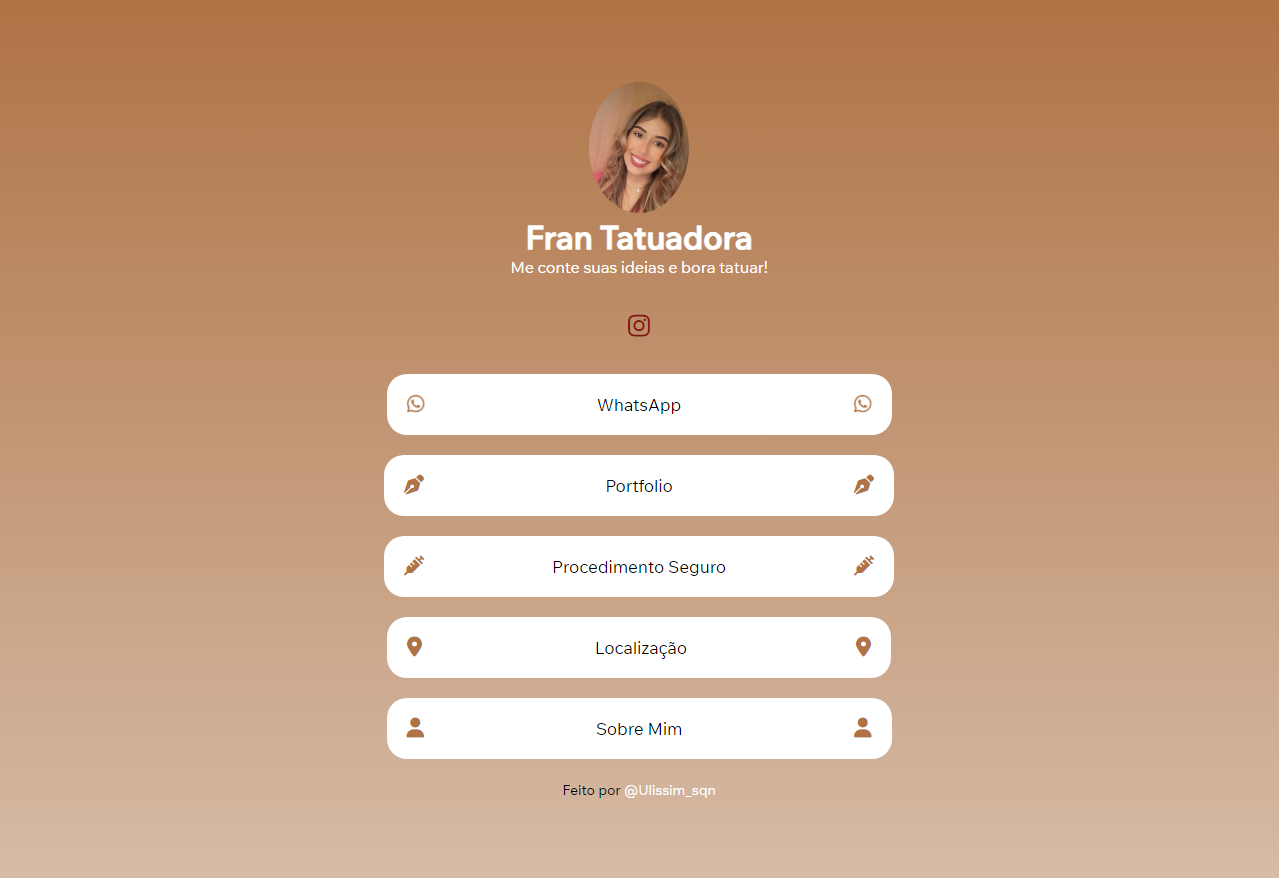 Fran Tatuadora
Me conte suas ideias e bora tatuar!
WhatsApp
Portfolio
Procedimento Seguro
Localização
Sobre Mim
Feito por @Ulissim_sqn